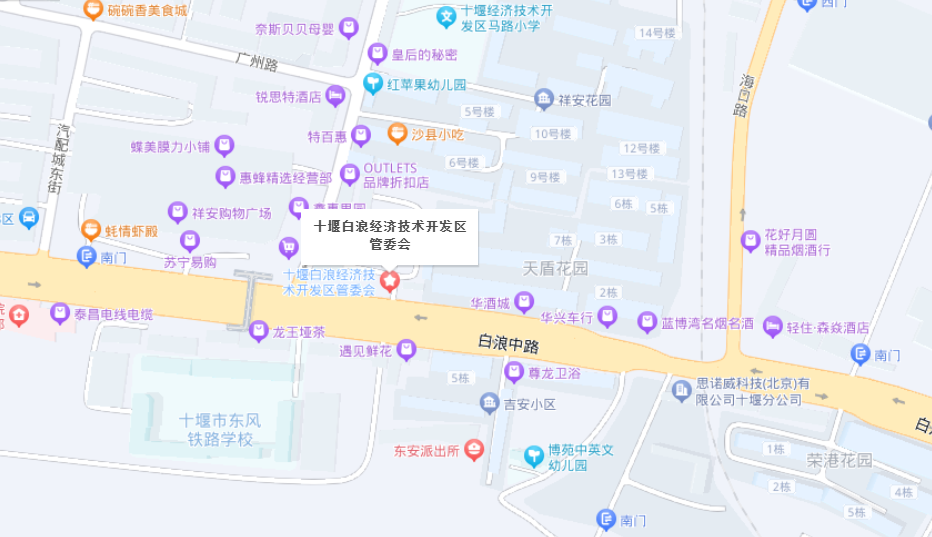 碗碗香美食城
奈斯贝贝母婴
十堰经济技术开
发区马路小学
14号楼
西门
皇后的秘密
广州路
红苹果幼儿园
锐思特酒店
祥安花园
海口路
5号楼
特百惠
沙县小吃
10号楼
汽配城东街
蝶美膜力小铺
12号楼
6号楼
OUTLETS
品牌折扣店
惠蜂精选经营部
9号楼
13号楼
6栋
5栋
祥安购物广场
区
蚝情虾殿
十堰白浪经济技术开发区
管委会
花好月圆
精品烟酒行
7栋
3栋
南门
苏宁易购
天盾花园
十堰白浪经济技
术开发区管委会
2栋
华酒城
泰昌电线电缆
华兴车行
蓝博湾名烟名酒
轻住·森焱酒店
龙王垭茶
白浪中路
遇见鲜花
南门
尊龙卫浴
5栋
思诺威科技(北京)有
限公司十堰分公司
吉安小区
十堰市东风
铁路学校
白
东安派出所
博苑中英文
幼儿园
1栋
荣港花园
2栋
4栋
5栋
南门